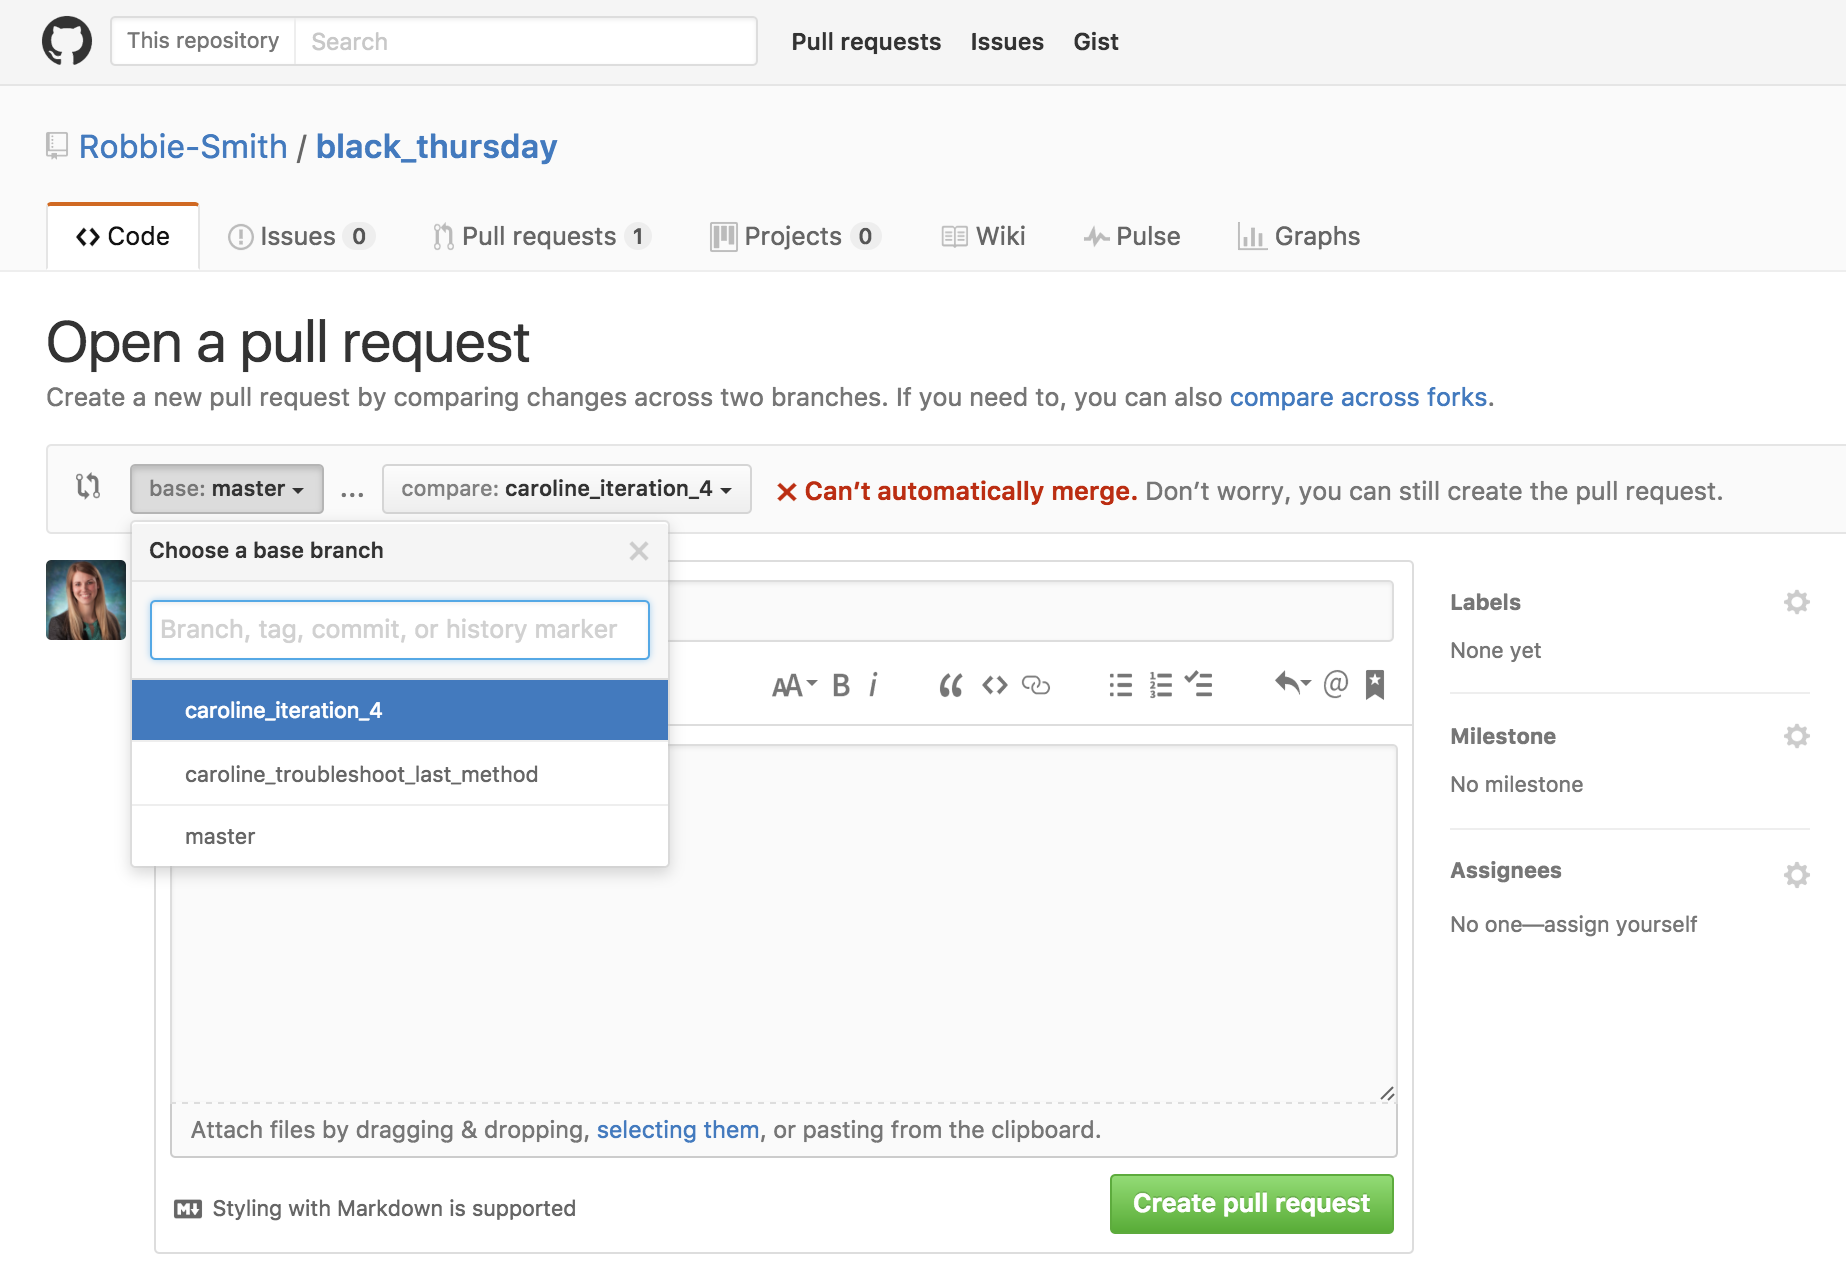 This repository Search Pull requests Issues Gist
Robbie-Smith / black_thursday
Code Issues 0 Pull requests 1 Projects 0 Wiki Pulse Graphs
Open a pull request
Create a new pull request by comparing changes across two branches. If you need to, you can also compare across forks.
base: master ... compare: caroline_iteration_4 Can’t automatically merge. Don’t worry, you can still create the pull request.
Choose a base branch
Branch, tag, commit, or history marker
caroline_iteration_4
caroline_troubleshoot_last_method
master
AA B i “ <> @
Attach files by dragging & dropping, selecting them, or pasting from the clipboard.
Styling with Markdown is supported
Create pull request
Labels
None yet
Milestone
No milestone
Assignees
No one—assign yourself